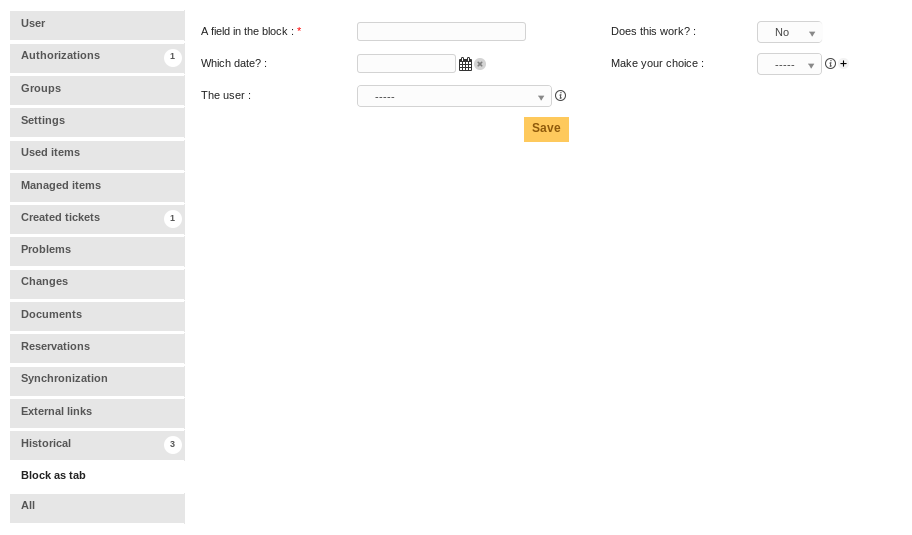 User
Authorizations 1
Groups
Settings
Used items
Managed items
Created tickets 1
Problems
Changes
Documents
Reservations
Synchronization
External links
Historical 3
Block as tab
All
A field in the block : *
Does this work? : No
Which date? :
Make your choice : -----
The user : -----
Save